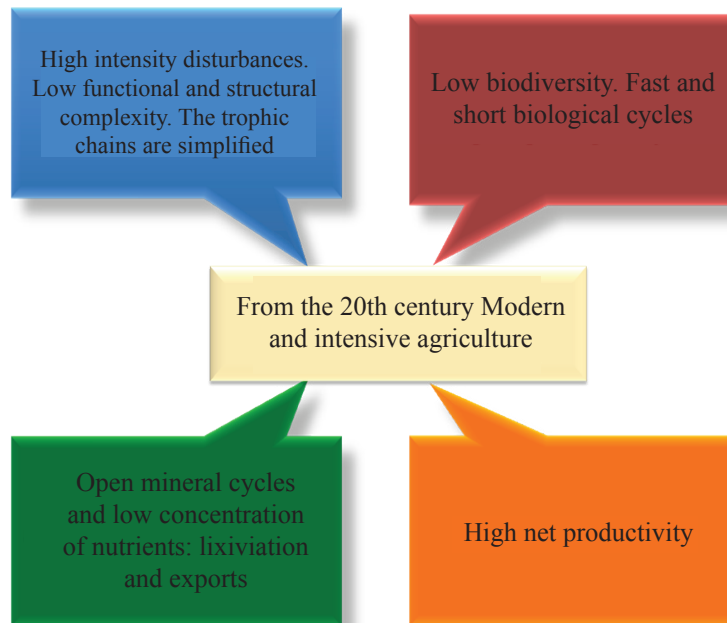 High intensity disturbances.
Low functional and structural
complexity. The trophic
chains are simplified
Low biodiversity. Fast and
short biological cycles
From the 20th century Modern
and intensive agriculture
Open mineral cycles
and low concentration
of nutrients: lixiviation
and exports
High net productivity